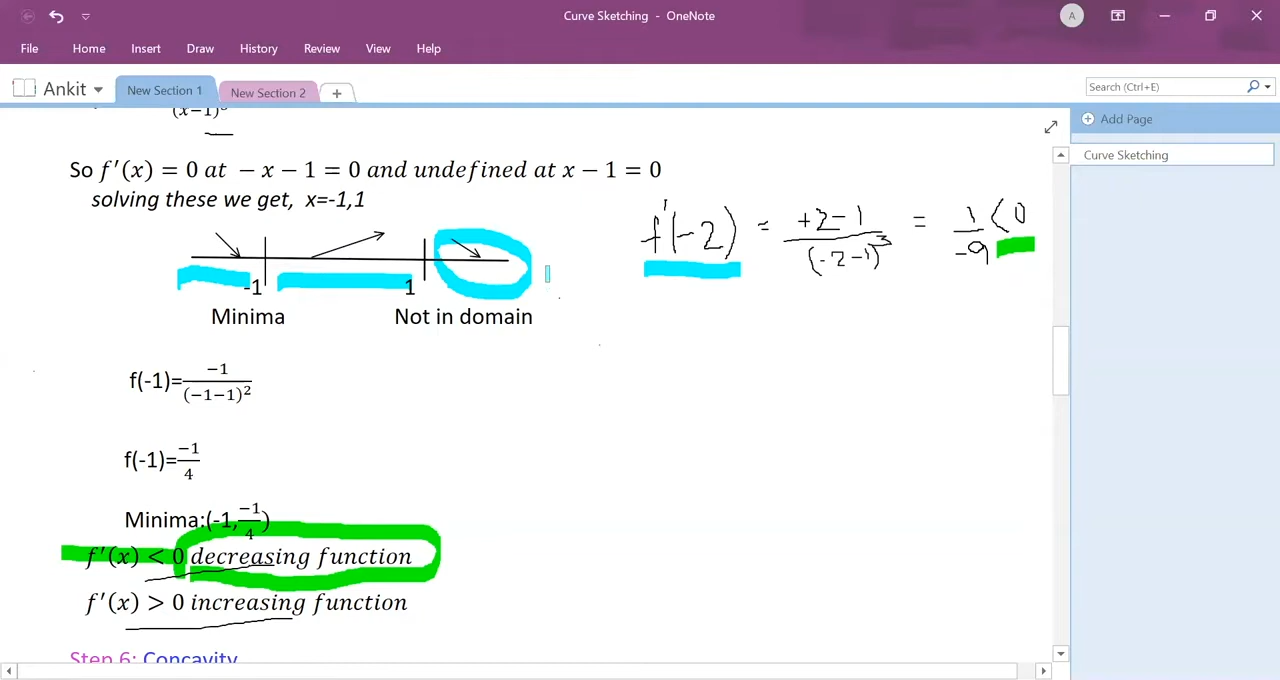 Curve Sketching - OneNote
A
File Home Insert Draw History Review View Help
Ankit New Section 1 New Section 2 + Search (Ctrl+E)
Add Page
Curve Sketching
(x−1)³
So f′(x) = 0 at − x − 1 = 0 and undefined at x − 1 = 0
solving these we get, x=-1,1
f'(-2) = +2-1/(-2-1)³ = 1/-9 < 0
-1 1
Minima Not in domain
f(-1)=−1/(−1−1)²
f(-1)=−1/4
Minima:(-1,−1/4)
f′(x) < 0 decreasing function
f′(x) > 0 increasing function
Step 6: Concavity